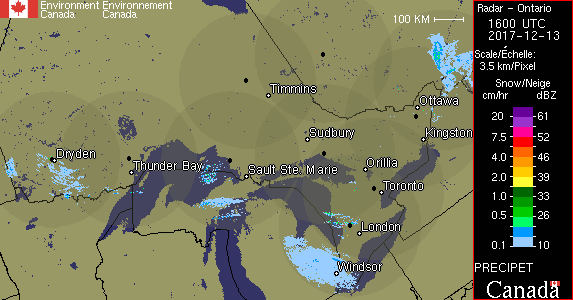 Environment Environnement
Canada Canada
100 KM
Timmins
Ottawa
Sudbury
Kingston
Dryden
Thunder Bay
Sault Ste. Marie
Orillia
Toronto
London
Windsor
Radar - Ontario
1600 UTC
2017-12-13
Scale/Échelle:
3.5 km/Pixel
Snow/Neige
cm/hr dBZ
20 61
7.5 52
4.0 46
2.0 39
1.0 33
0.5 26
0.1 10
PRECIPET
Canada